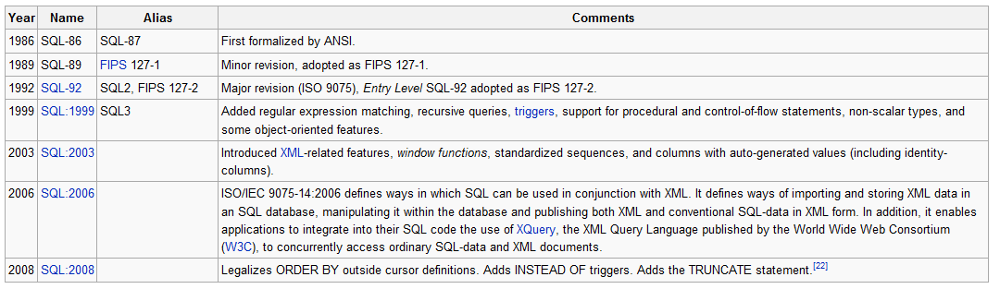 Year Name Alias Comments
1986 SQL-86 SQL-87 First formalized by ANSI.
1989 SQL-89 FIPS 127-1 Minor revision, adopted as FIPS 127-1.
1992 SQL-92 SQL2, FIPS 127-2 Major revision (ISO 9075), Entry Level SQL-92 adopted as FIPS 127-2.
1999 SQL:1999 SQL3 Added regular expression matching, recursive queries, triggers, support for procedural and control-of-flow statements, non-scalar types, and
some object-oriented features.
2003 SQL:2003 Introduced XML-related features, window functions, standardized sequences, and columns with auto-generated values (including identity-
columns).
2006 SQL:2006 ISO/IEC 9075-14:2006 defines ways in which SQL can be used in conjunction with XML. It defines ways of importing and storing XML data in
an SQL database, manipulating it within the database and publishing both XML and conventional SQL-data in XML form. In addition, it enables
applications to integrate into their SQL code the use of XQuery, the XML Query Language published by the World Wide Web Consortium
(W3C), to concurrently access ordinary SQL-data and XML documents.
2008 SQL:2008 Legalizes ORDER BY outside cursor definitions. Adds INSTEAD OF triggers. Adds the TRUNCATE statement.[22]